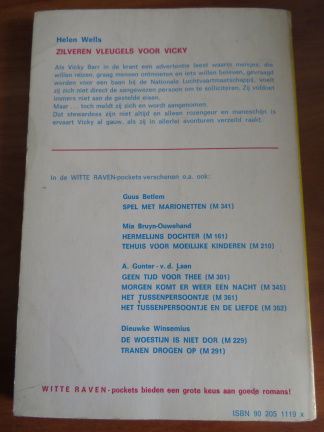 Helen Wells
ZILVEREN VLEUGELS VOOR VICKY
Als Vicky Barr in de krant een advertentie leest waarin meisjes, die
willen reizen, graag mensen ontmoeten en iets willen beleven, gevraagd
worden voor een baan bij de Nationale Luchtvaartmaatschappij, voelt
zij zich niet direct de aangewezen persoon om te solliciteren. Zij voldoet
immers niet aan de gestelde eisen.
Maar ... toch meldt zij zich en wordt aangenomen.
Dat stewardess zijn niet altijd en alleen rozengeur en maneschijn is
ervaart Vicky al gauw, als zij in allerlei avonturen verzeild raakt.
In de WITTE RAVEN-pockets verschenen o.a. ook:
Guus Betlem
SPEL MET MARIONETTEN (M 341)
Mia Bruyn-Ouwehand
HERMELIJNS DOCHTER (M 161)
TEHUIS VOOR MOEILIJKE KINDEREN (M 210)
A. Gunter - v. d. Laan
GEEN TIJD VOOR THEE (M 301)
MORGEN KOMT ER WEER EEN NACHT (M 345)
HET TUSSENPERSOONTJE (M 361)
HET TUSSENPERSOONTJE EN DE LIEFDE (M 362)
Dieuwke Winsemius
DE WOESTIJN IS NIET DOR (M 229)
TRANEN DROGEN OP (M 291)
WITTE RAVEN-pockets bieden een grote keus aan goede romans!
ISBN 90 205 1119 x